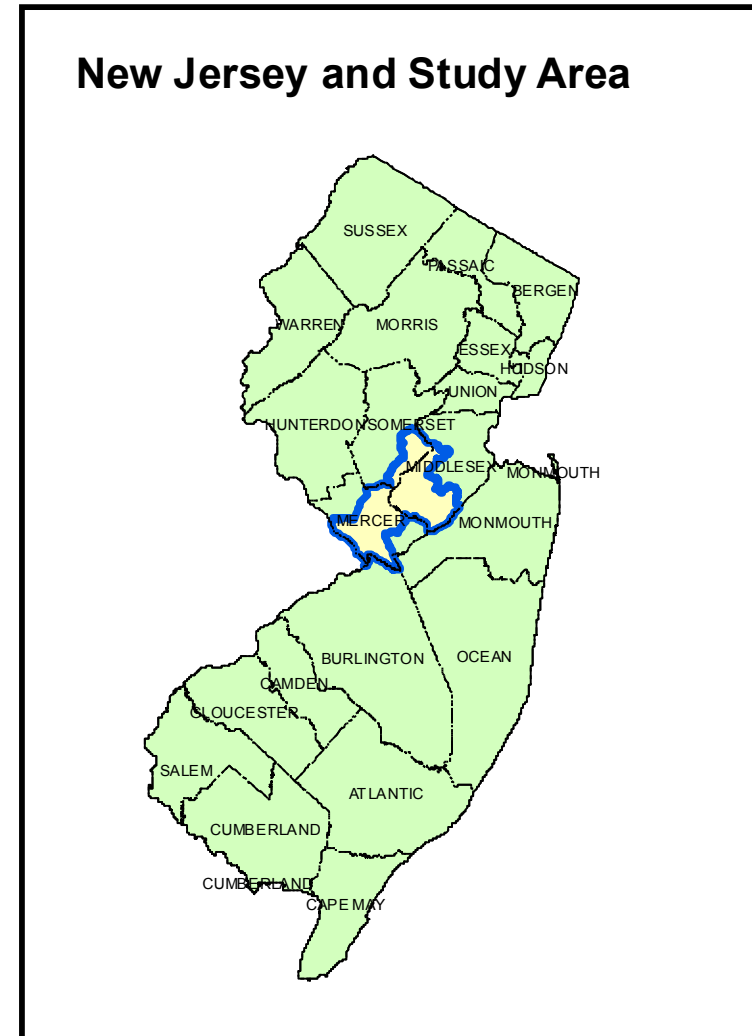 New Jersey and Study Area
SUSSEX
PASSAIC
BERGEN
WARREN
MORRIS
ESSEX
HUDSON
UNION
HUNTERDON
SOMERSET
MIDDLESEX
MONMOUTH
MERCER
MONMOUTH
BURLINGTON
OCEAN
CAMDEN
GLOUCESTER
SALEM
ATLANTIC
CUMBERLAND
CUMBERLAND
CAPE MAY